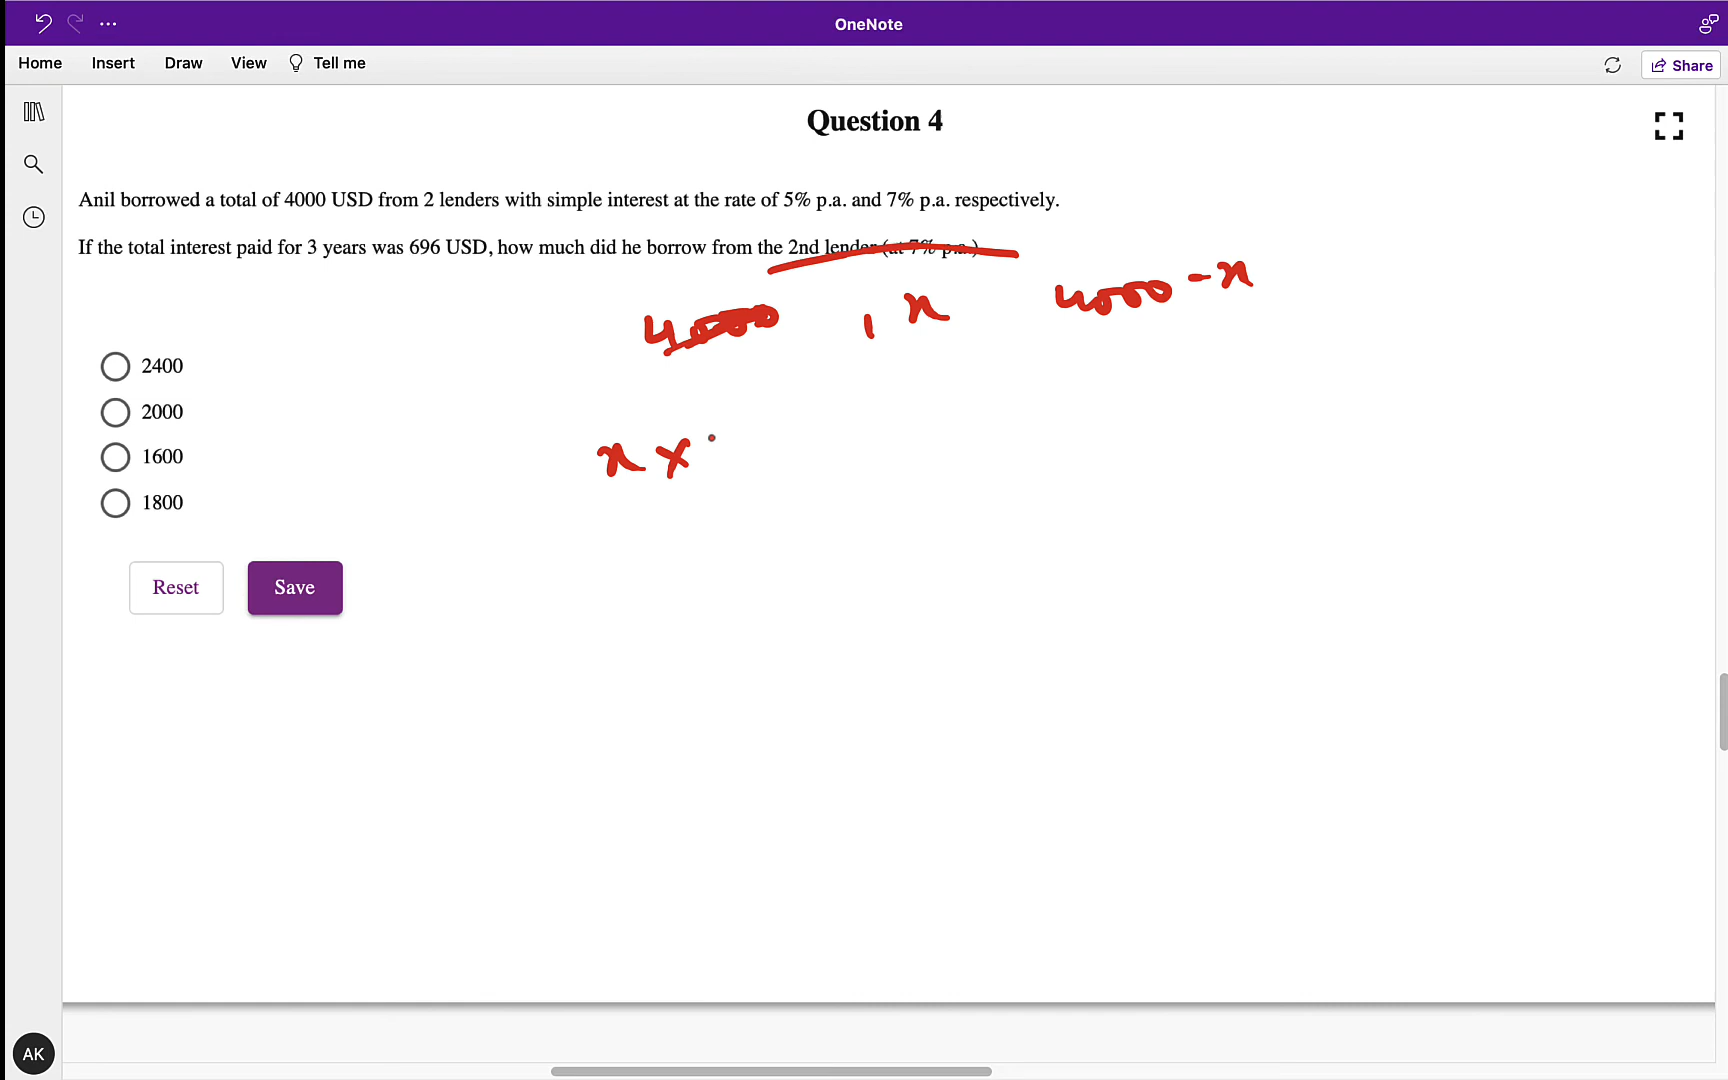 OneNote
Home Insert Draw View Tell me Share
Question 4
Anil borrowed a total of 4000 USD from 2 lenders with simple interest at the rate of 5% p.a. and 7% p.a. respectively.
If the total interest paid for 3 years was 696 USD, how much did he borrow from the 2nd lender (at 7% p.a.)
4000 , x 4000 - x
2400
2000
x ×
1600
1800
Reset Save
AK